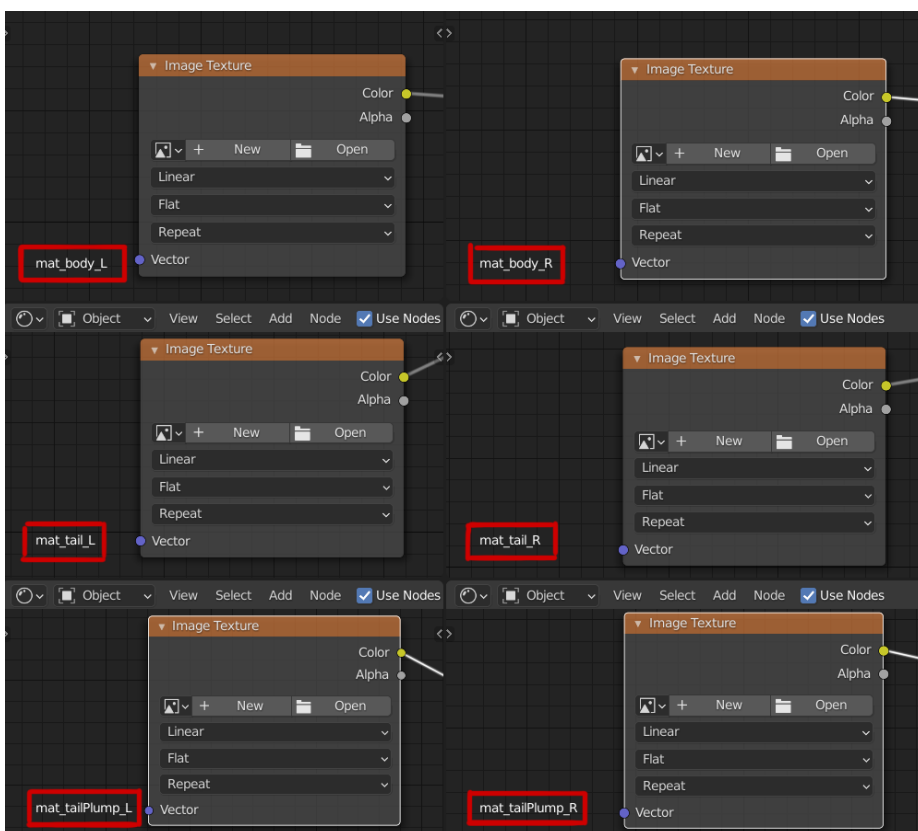 Image Texture
Color
Alpha
New Open
Linear
Flat
Repeat
mat_body_L Vector
Image Texture
Color
Alpha
New Open
Linear
Flat
Repeat
mat_body_R Vector
Object View Select Add Node Use Nodes
Object View Select Add Node Use Nodes
Image Texture
Color
Alpha
New Open
Linear
Flat
Repeat
mat_tail_L Vector
Image Texture
Color
Alpha
New Open
Linear
Flat
Repeat
mat_tail_R Vector
Object View Select Add Node Use Nodes
Object View Select Add Node Use Nodes
Image Texture
Color
Alpha
New Open
Linear
Flat
Repeat
mat_tailPlump_L Vector
Image Texture
Color
Alpha
New Open
Linear
Flat
Repeat
mat_tailPlump_R Vector